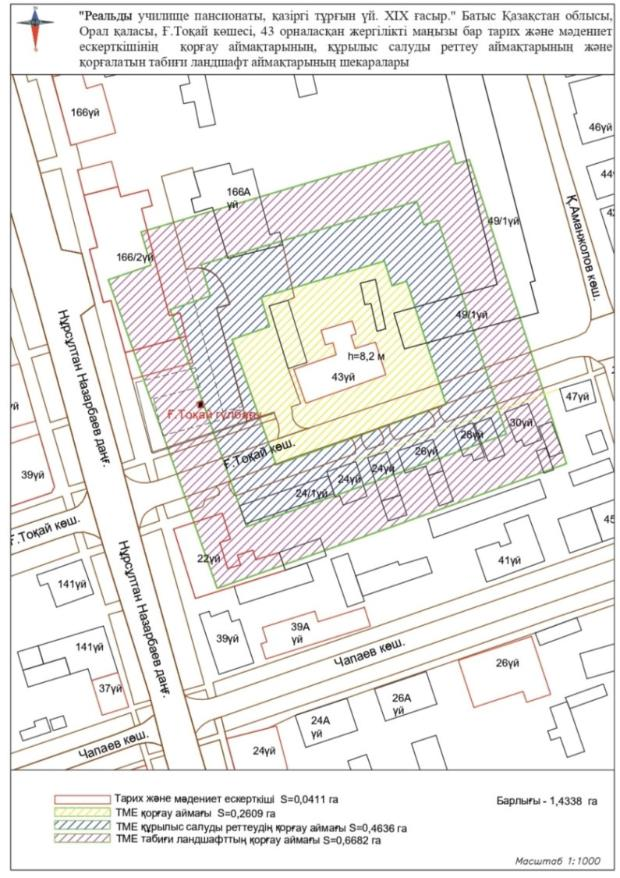 "Реальды училище пансионаты, қазіргі тұрғын үй. XIX ғасыр." Батыс Қазақстан облысы,
Орал қаласы, Ғ.Тоқай көшесі, 43 орналасқан жергілікті маңызы бар тарих және мәдениет
ескерткішінің қорғау аймақтарының, құрылыс салуды реттеу аймақтарының және
қорғалатын табиғи ландшафт аймақтарының шекаралары
166үй
46үй
166А
үй
44
42
49/1үй
Қ.Аманжолов көш.
166/2үй
49/1үй
Нұрсұлтан Назарбаев даңғ.
h=8,2 м
43үй
47үй
Ғ.Тоқай гүлбағы
үй
30үй
28үй
Ғ.Тоқай көш.
26үй
24үй
24үй
39үй
24/1үй
Ғ.Тоқай көш.
45
22үй
41үй
Нұрсұлтан Назарбаев даңғ.
141үй
39үй
39А
үй
141үй
Чапаев көш.
26үй
37үй
26А
үй
24А
үй
Чапаев көш.
24үй
Тарих және мәдениет ескерткіші S=0,0411 га
Барлығы - 1,4338 га
ТМЕ қорғау аймағы S=0,2609 га
ТМЕ құрылыс салуды реттеудің қорғау аймағы S=0,4636 га
ТМЕ табиғи ландшафттың қорғау аймағы S=0,6682 га
Масштаб 1:1000